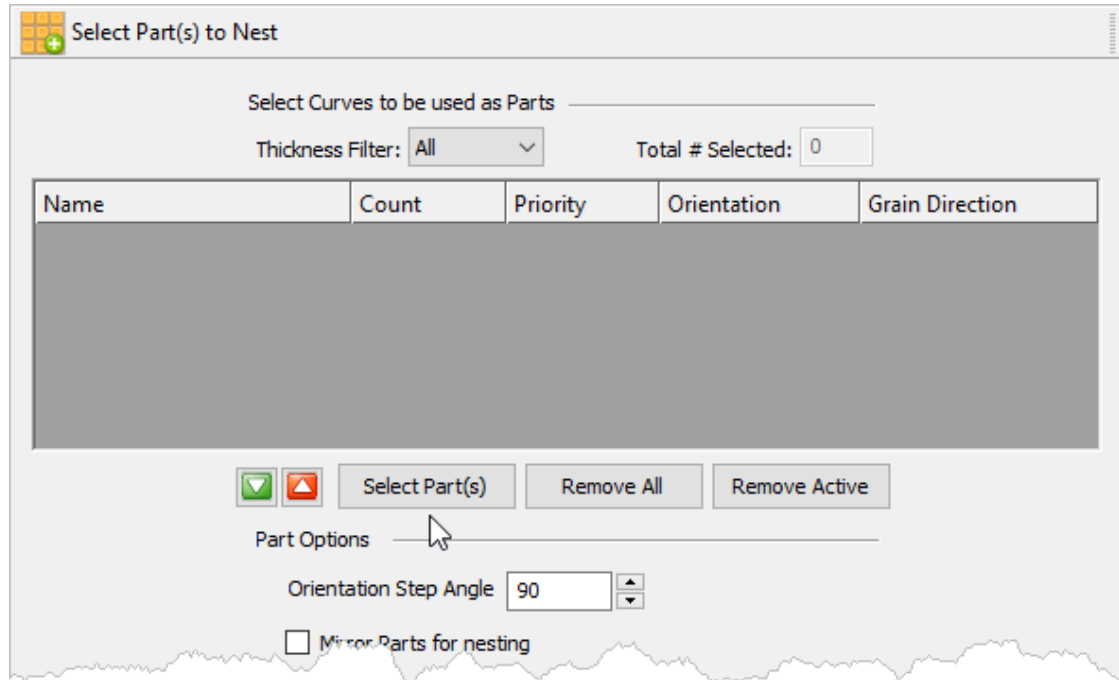 Select Part(s) to Nest
Select Curves to be used as Parts
Thickness Filter: All Total # Selected: 0
Name Count Priority Orientation Grain Direction
Select Part(s) Remove All Remove Active
Part Options
Orientation Step Angle 90
Mirror Parts for nesting